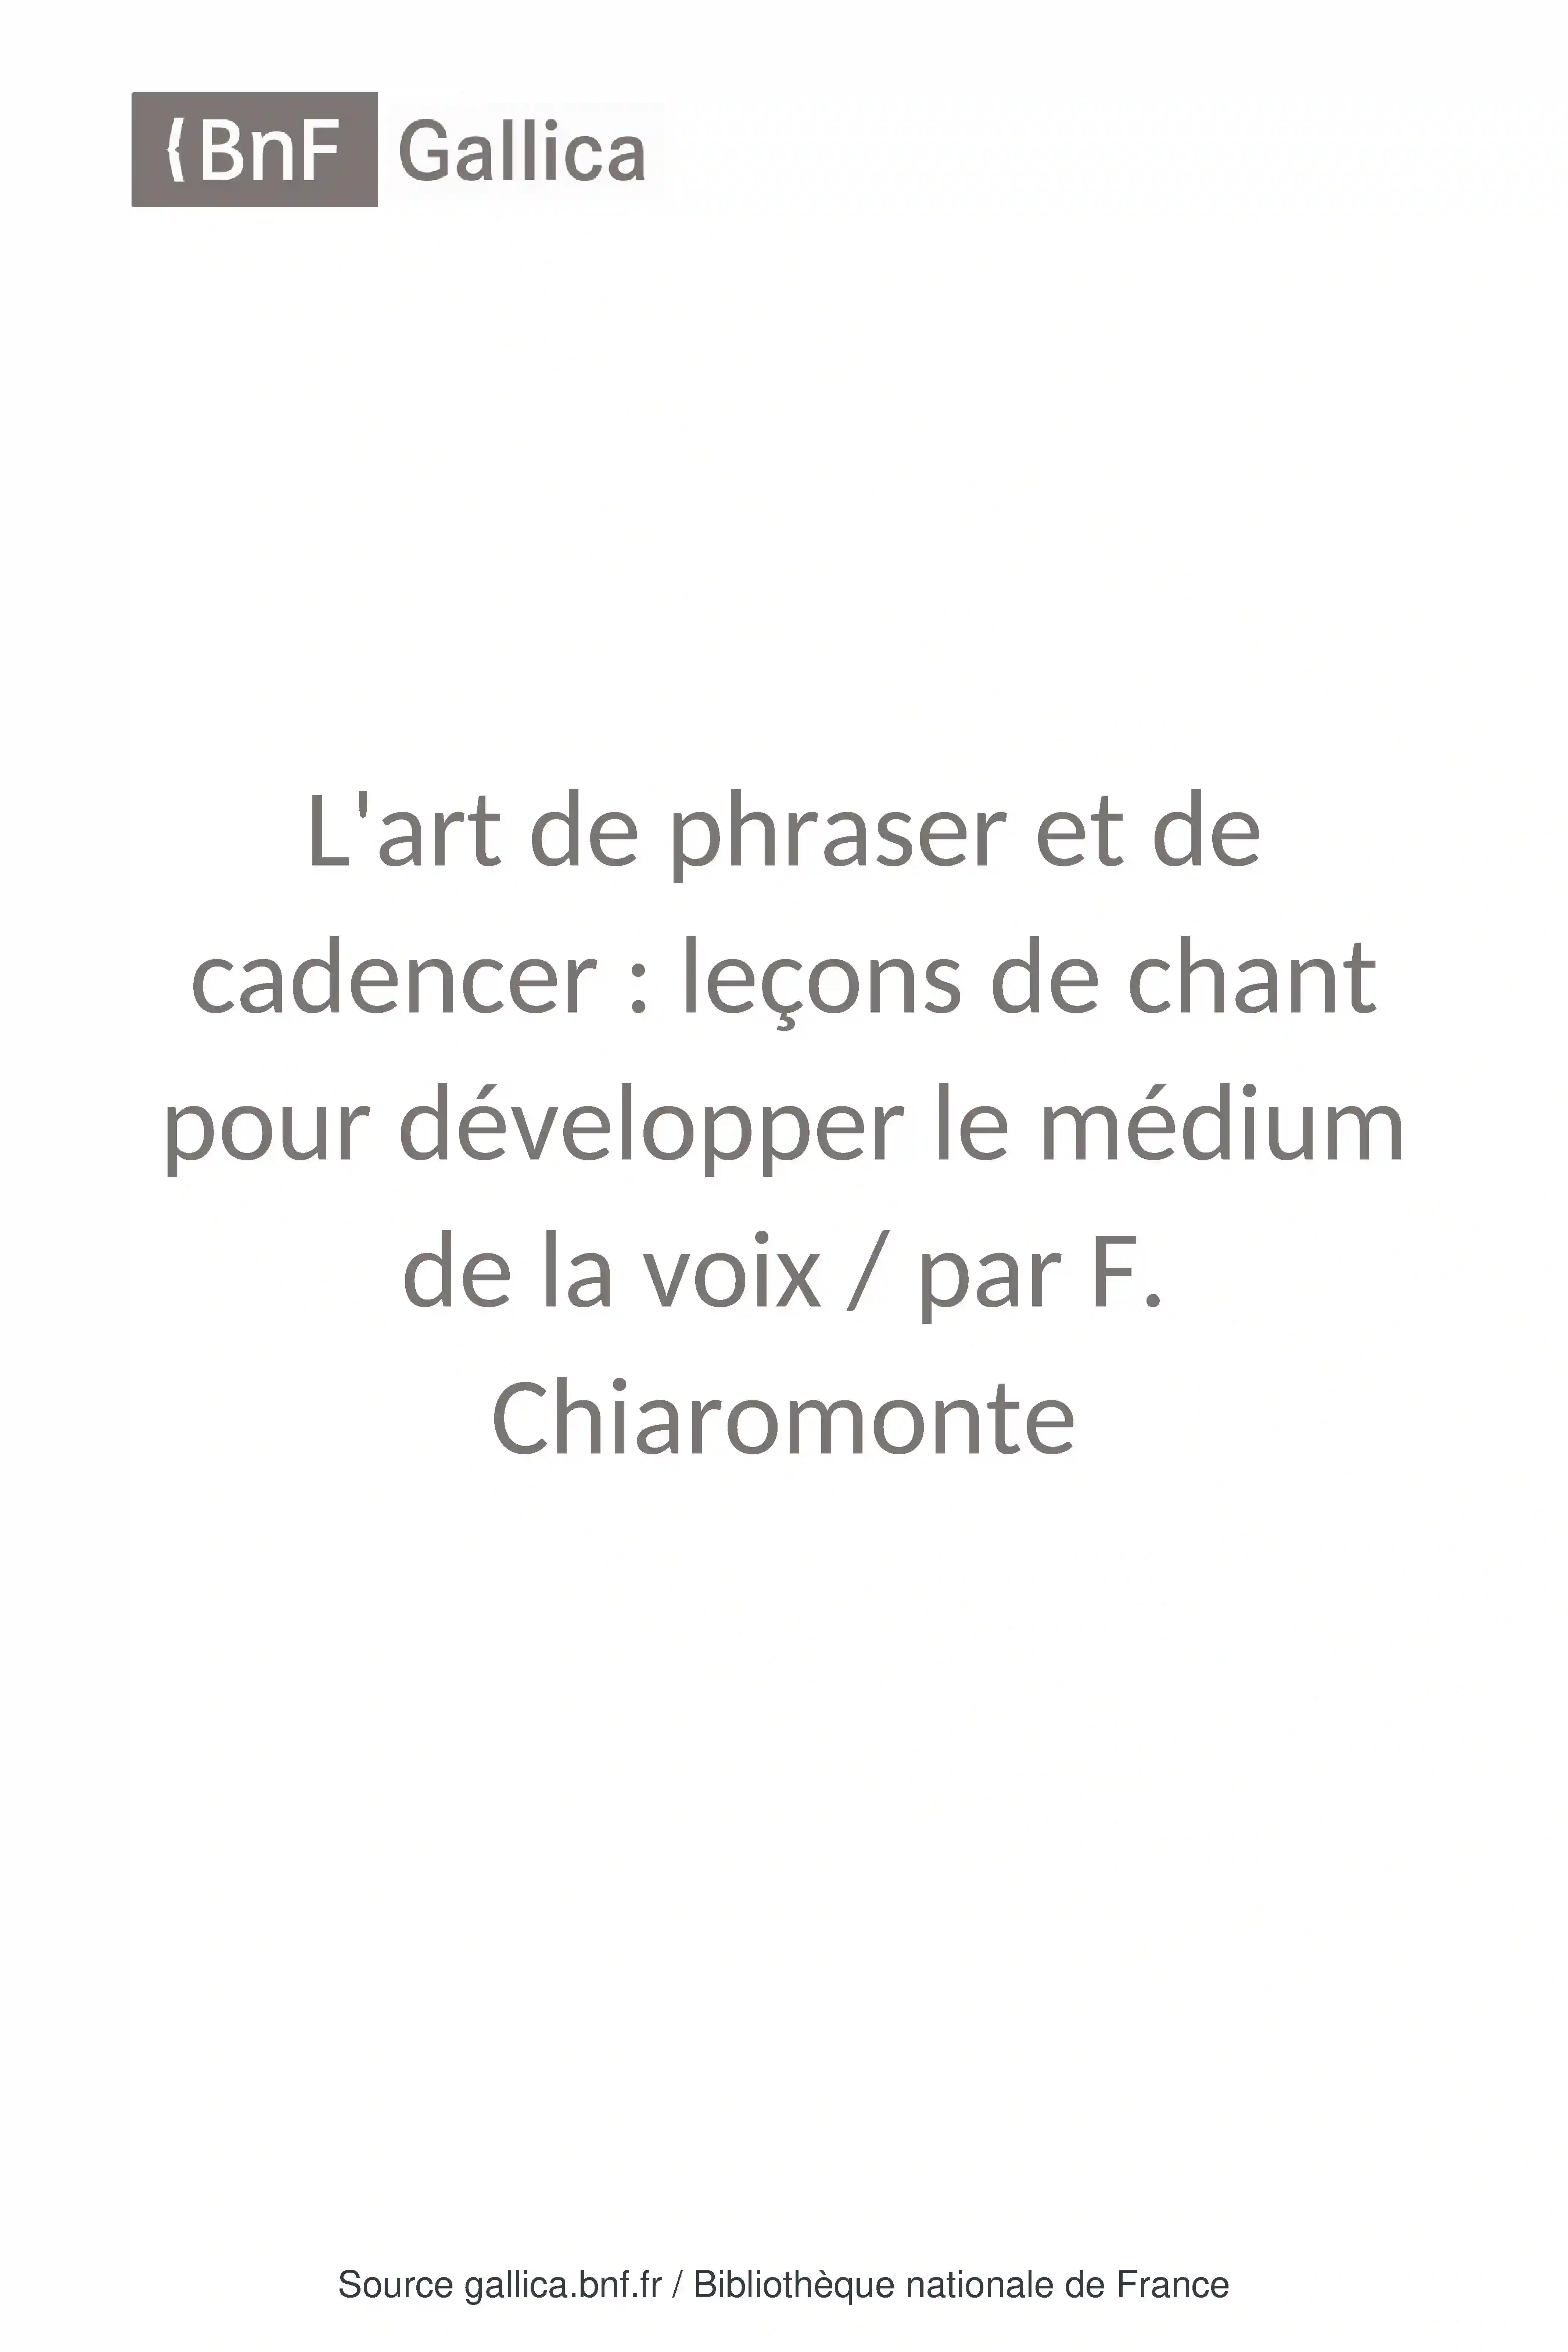 {BnF Gallica
L'art de phraser et de
cadencer : leçons de chant
pour développer le médium
de la voix / par F.
Chiaromonte
Source gallica.bnf.fr / Bibliothèque nationale de France